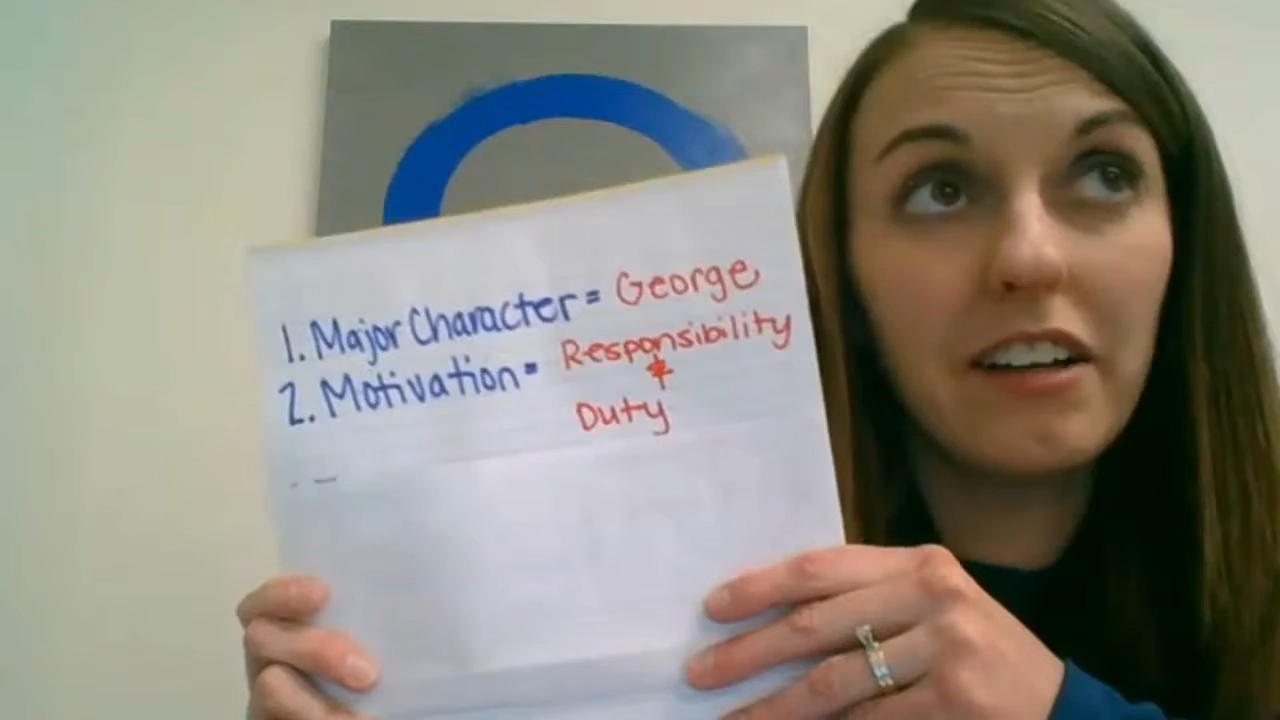 1. Major Character = George
2. Motivation = Responsibility
+
Duty